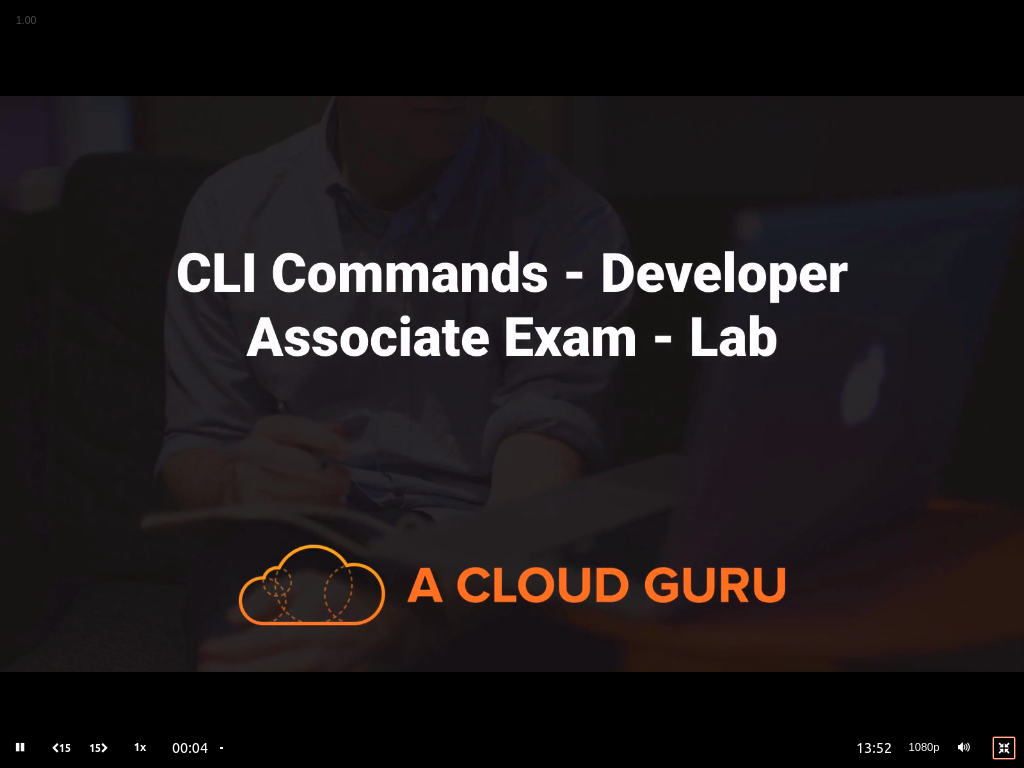 1.00
CLI Commands - Developer
Associate Exam - Lab
A CLOUD GURU
15 15 1x 00:04 13:52 1080p